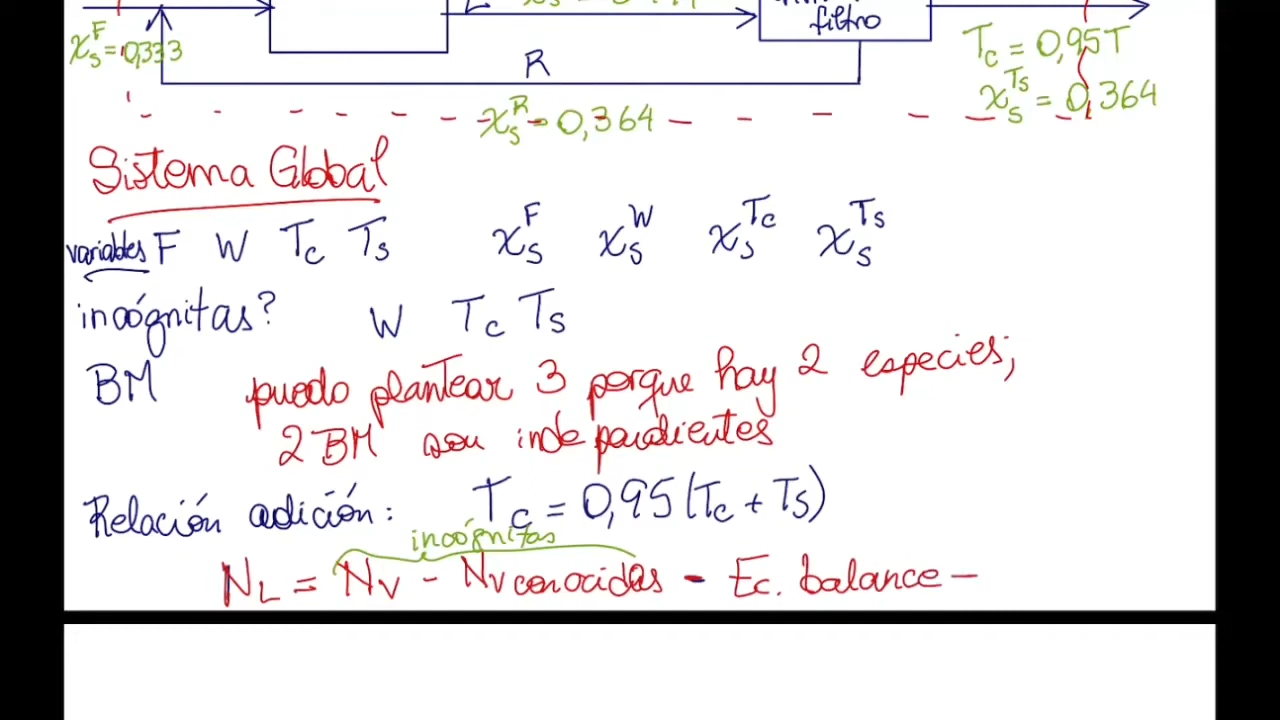 filtro
x_s^F = 0,333
R
T_c = 0,95T
x_s^R = 0,364
x_s^Ts = 0,364
Sistema Global
variables F W T_c T_s x_s^F x_s^W x_s^Tc x_s^Ts
incógnitas? W T_c T_s
BM puedo plantear 3 porque hay 2 especies;
2 BM son independientes
Relación adición: T_c = 0,95 (T_c + T_s)
incógnitas
N_L = N_V - N_V conocidas - Ec. balance -